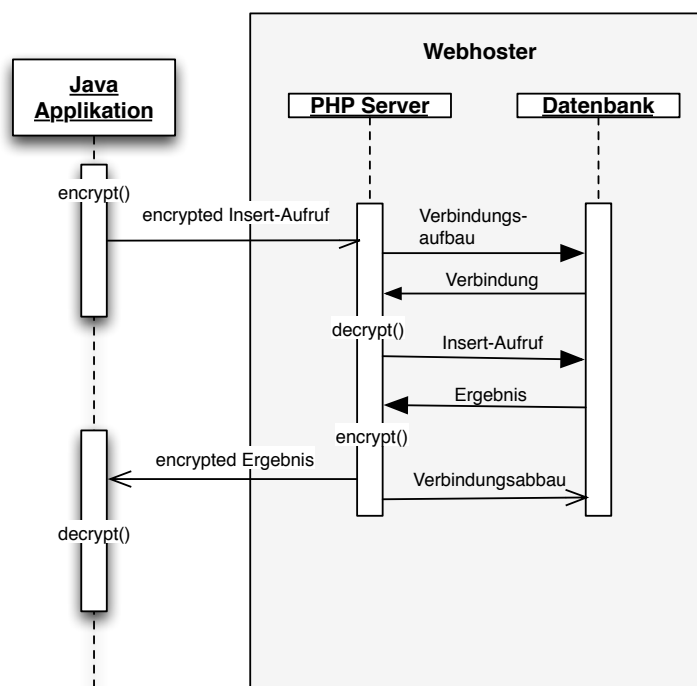 Webhoster
Java
Applikation
PHP Server
Datenbank
encrypt()
encrypted Insert-Aufruf
Verbindungs-
aufbau
Verbindung
decrypt()
Insert-Aufruf
Ergebnis
encrypt()
encrypted Ergebnis
Verbindungsabbau
decrypt()